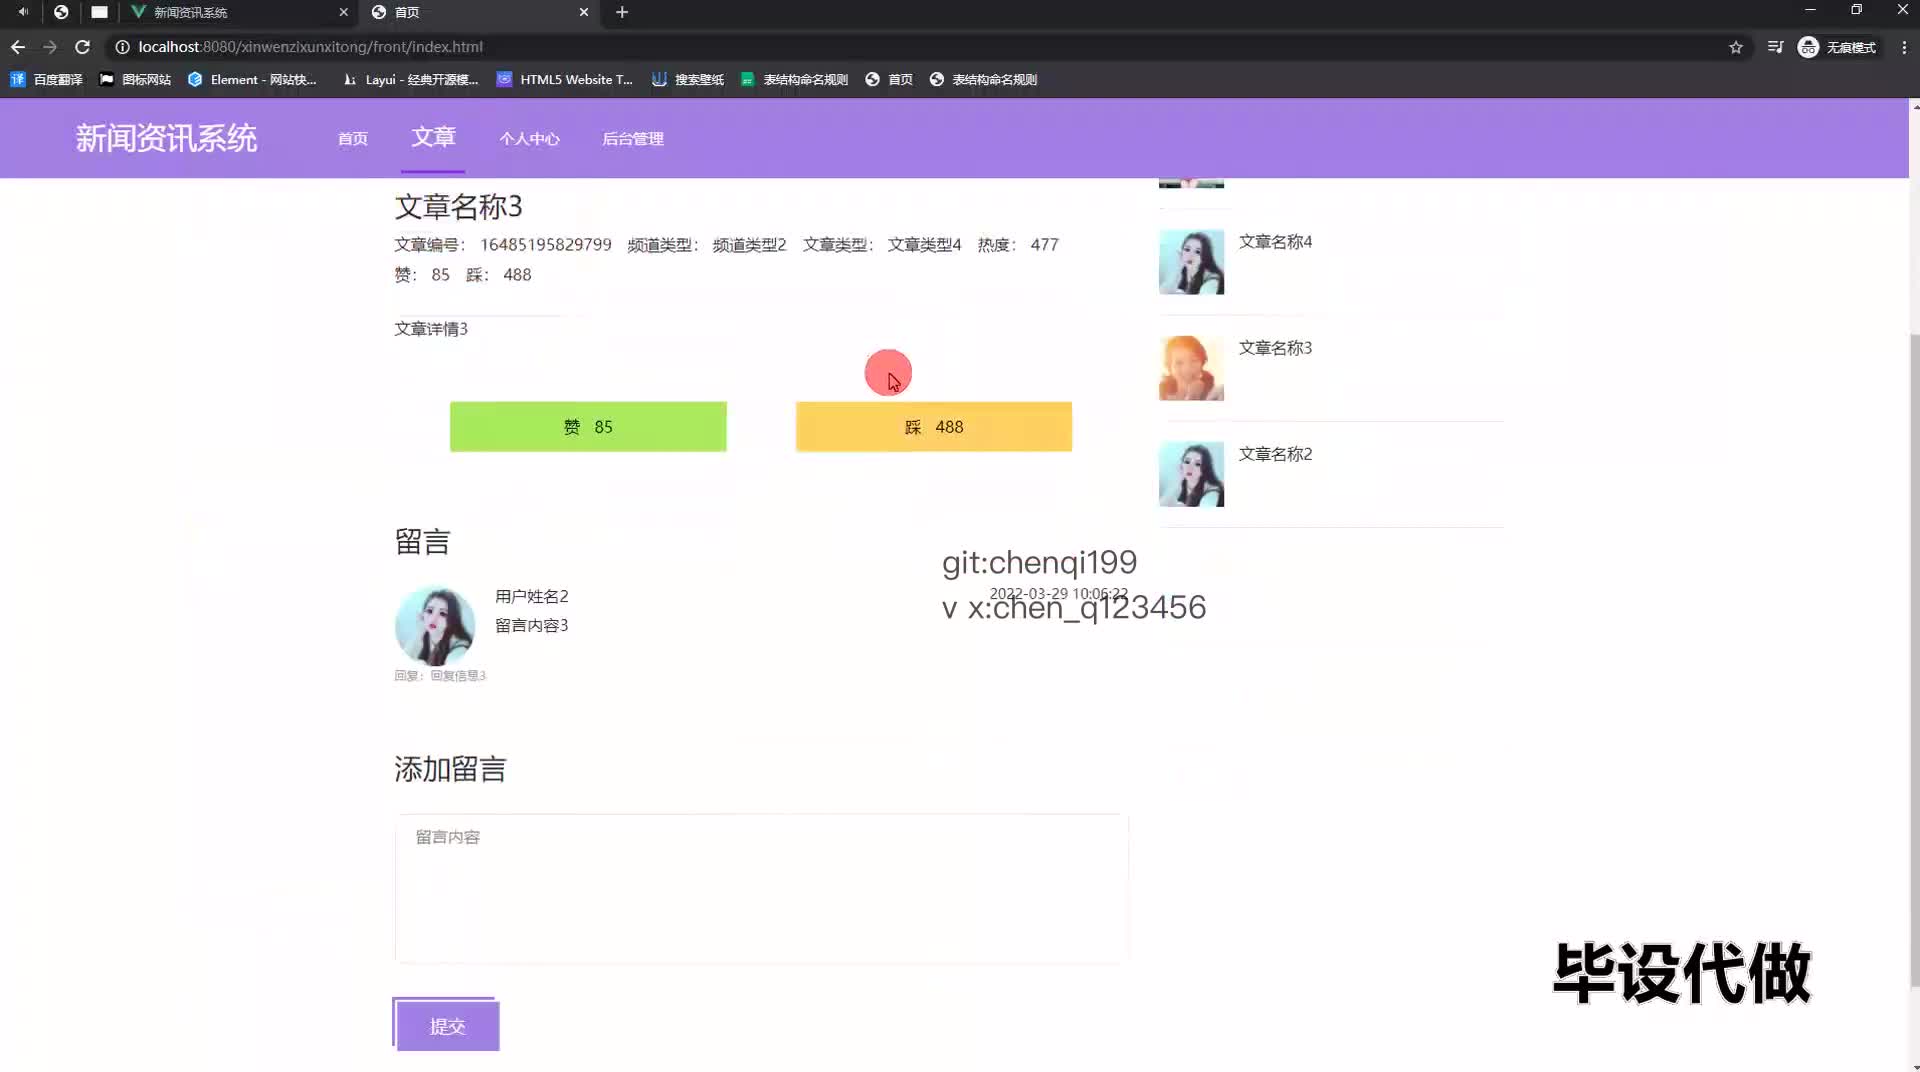 新闻资讯系统
首页
localhost:8080/xinwenzixunxitong/front/index.html
无痕模式
百度翻译
图标网站
Element - 网站快...
Layui - 经典开源模...
HTML5 Website T...
搜索壁纸
表结构命名规则
首页
表结构命名规则
新闻资讯系统
首页
文章
个人中心
后台管理
文章名称3
文章编号： 16485195829799 频道类型： 频道类型2 文章类型： 文章类型4 热度： 477
赞： 85 踩： 488
文章详情3
赞 85
踩 488
文章名称4
文章名称3
文章名称2
留言
用户姓名2
2022-03-29 10:06:22
留言内容3
回复：回复信息3
git:chenqi199
v x:chen_q123456
添加留言
留言内容
提交
毕设代做